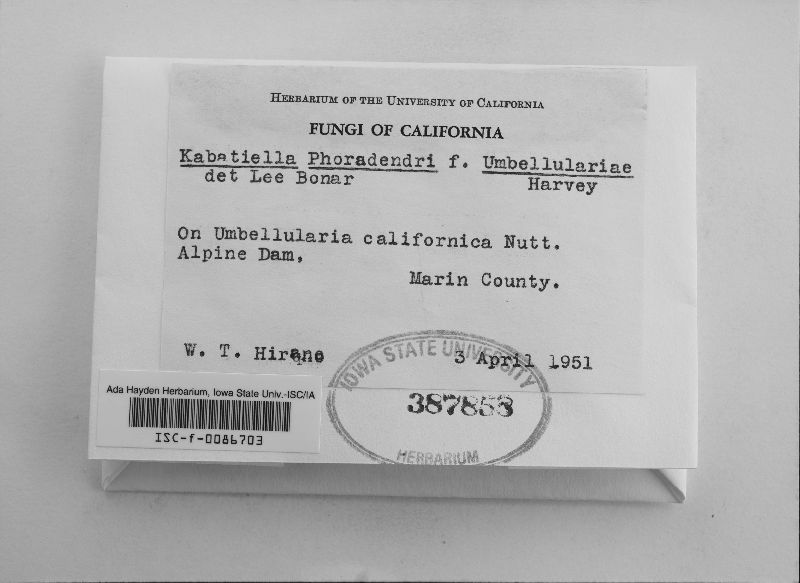 HERBARIUM OF THE UNIVERSITY OF CALIFORNIA
FUNGI OF CALIFORNIA
Kabatiella Phoradendri f. Umbellulariae
det Lee Bonar Harvey
On Umbellularia californica Nutt.
Alpine Dam,
Marin County.
W. T. Hirane 3 April 1951
IOWA STATE UNIVERSITY
387853
HERBARIUM
Ada Hayden Herbarium, Iowa State Univ.-ISC/IA
ISC-f-0086703